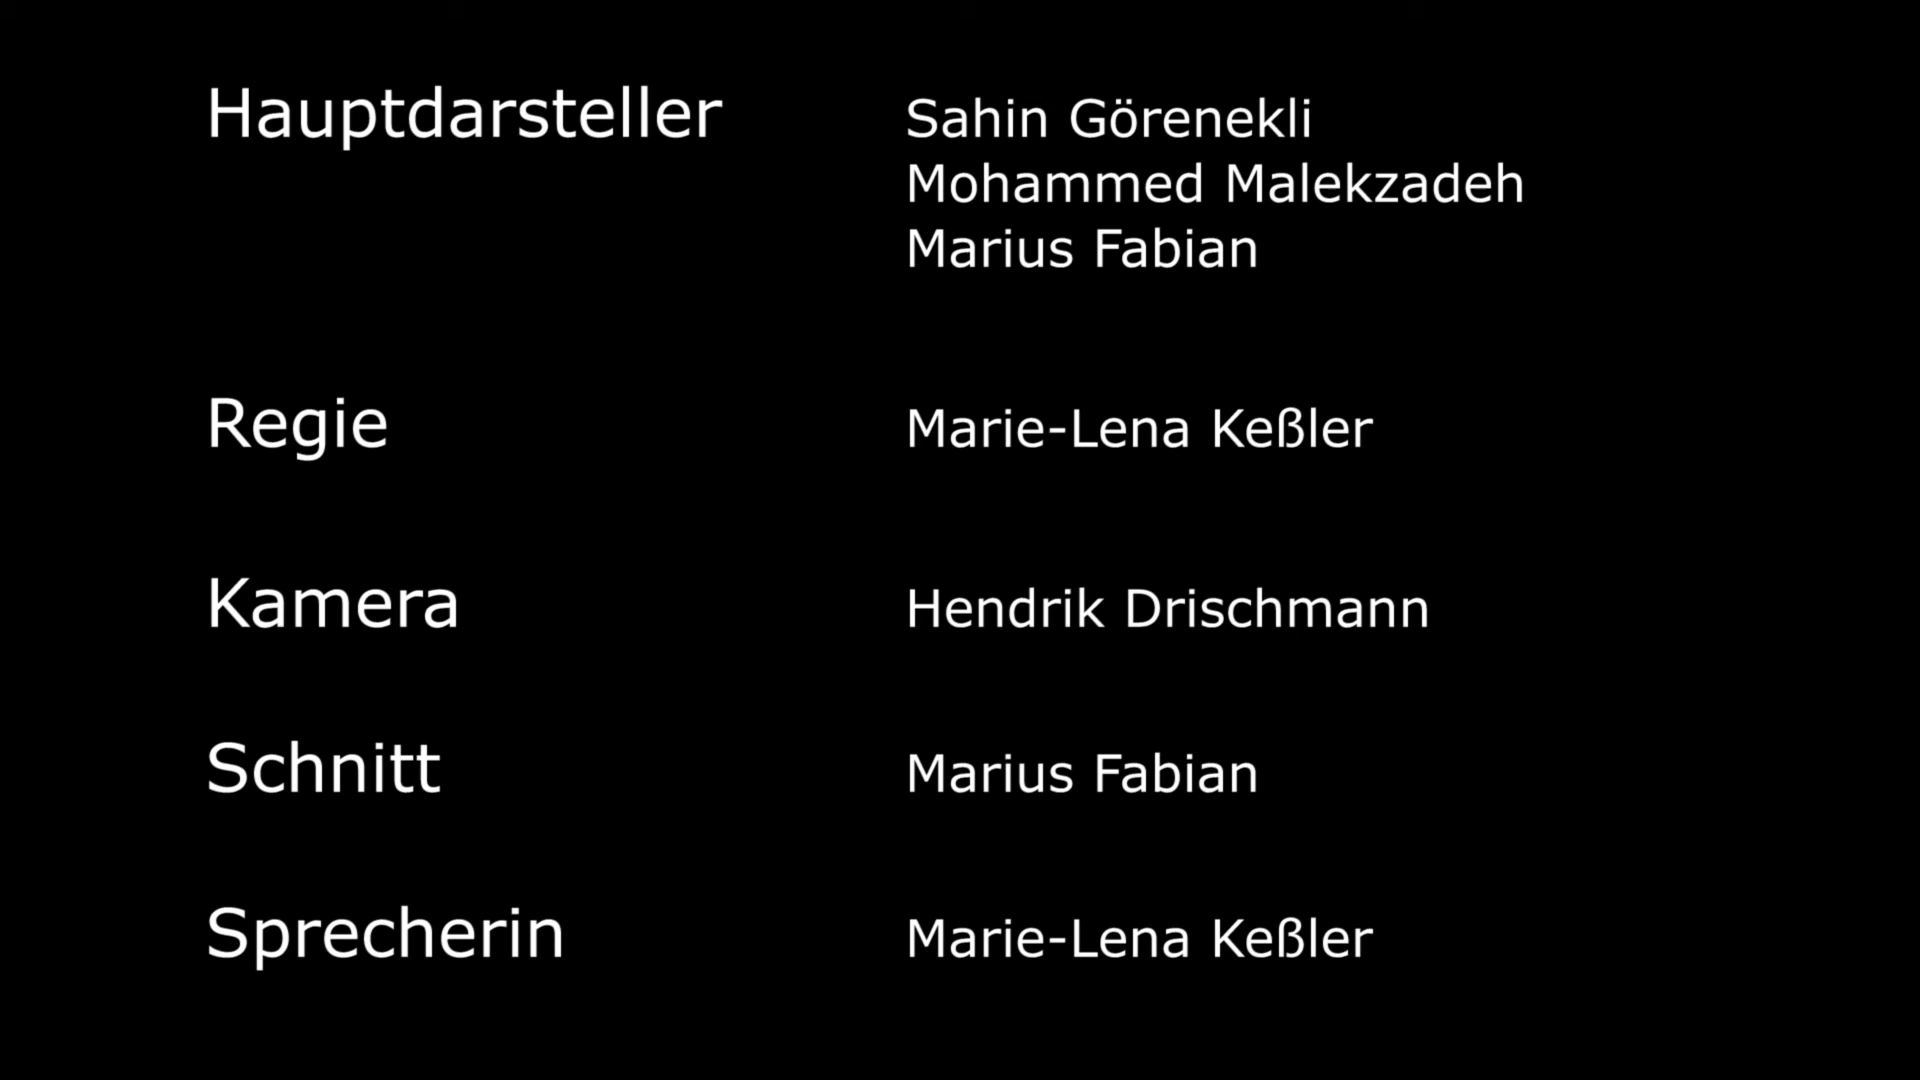 Hauptdarsteller Sahin Görenekli
Mohammed Malekzadeh
Marius Fabian
Regie Marie-Lena Keßler
Kamera Hendrik Drischmann
Schnitt Marius Fabian
Sprecherin Marie-Lena Keßler